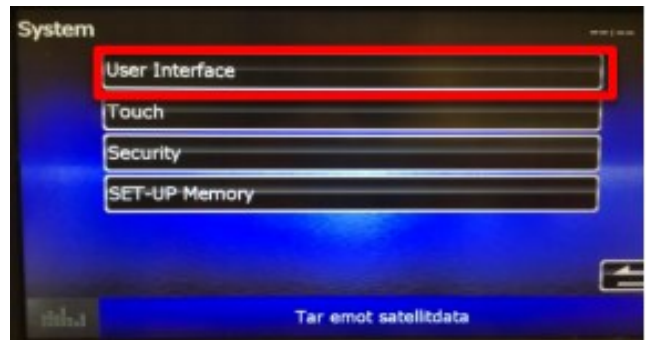 System
User Interface
Touch
Security
SET-UP Memory
Tar emot satellitdata